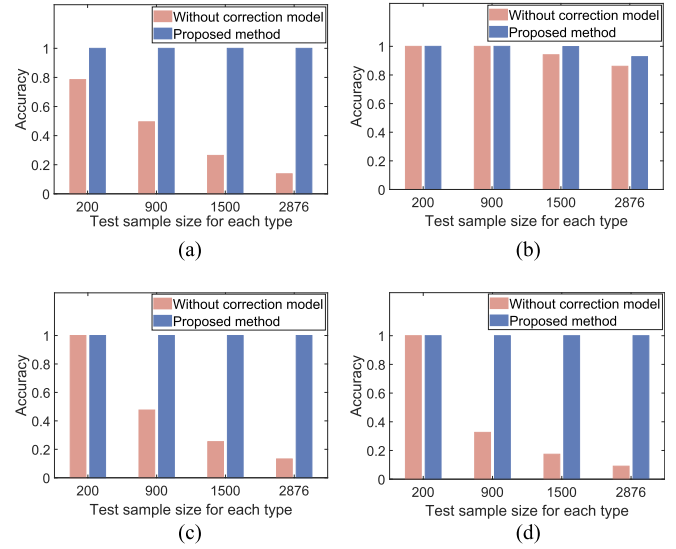 Without correction model
Proposed method
1
0.8
0.6
0.4
0.2
0
Accuracy
200 900 1500 2876
Test sample size for each type
(a)
Without correction model
Proposed method
1
0.8
0.6
0.4
0.2
0
Accuracy
200 900 1500 2876
Test sample size for each type
(b)
Without correction model
Proposed method
1
0.8
0.6
0.4
0.2
0
Accuracy
200 900 1500 2876
Test sample size for each type
(c)
Without correction model
Proposed method
1
0.8
0.6
0.4
0.2
0
Accuracy
200 900 1500 2876
Test sample size for each type
(d)